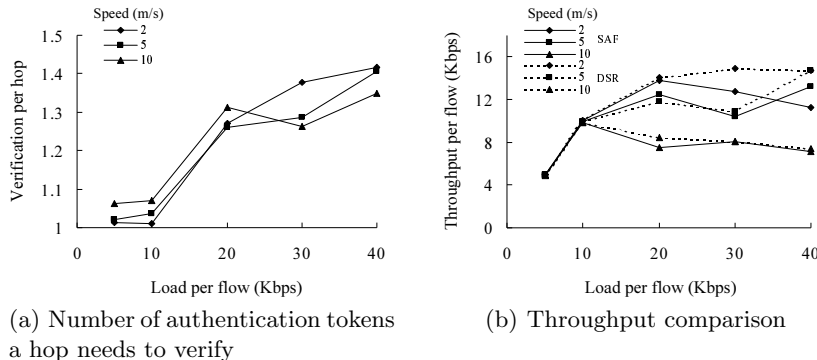 Speed (m/s)
2
5
10
1.5
1.4
1.3
1.2
1.1
1
0
10
20
30
40
Verification per hop
Load per flow (Kbps)
(a) Number of authentication tokens
a hop needs to verify
Speed (m/s)
2
5 SAF
10
2
5 DSR
10
16
12
8
4
0
0
10
20
30
40
Throughput per flow (Kbps)
Load per flow (Kbps)
(b) Throughput comparison